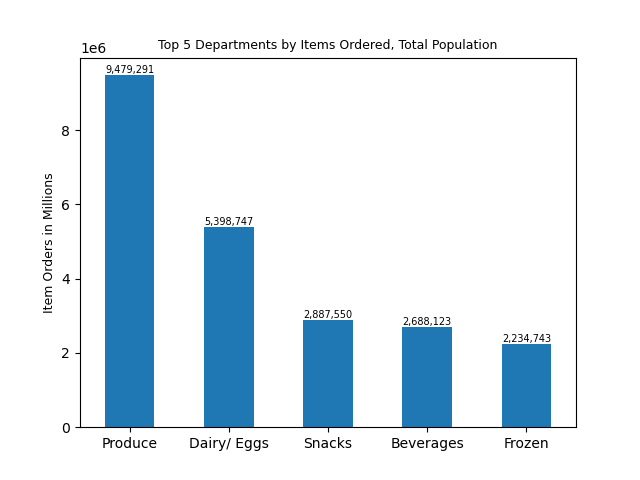 Top 5 Departments by Items Ordered, Total Population
1e6
Item Orders in Millions
8
6
4
2
0
9,479,291
5,398,747
2,887,550
2,688,123
2,234,743
Produce
Dairy/ Eggs
Snacks
Beverages
Frozen